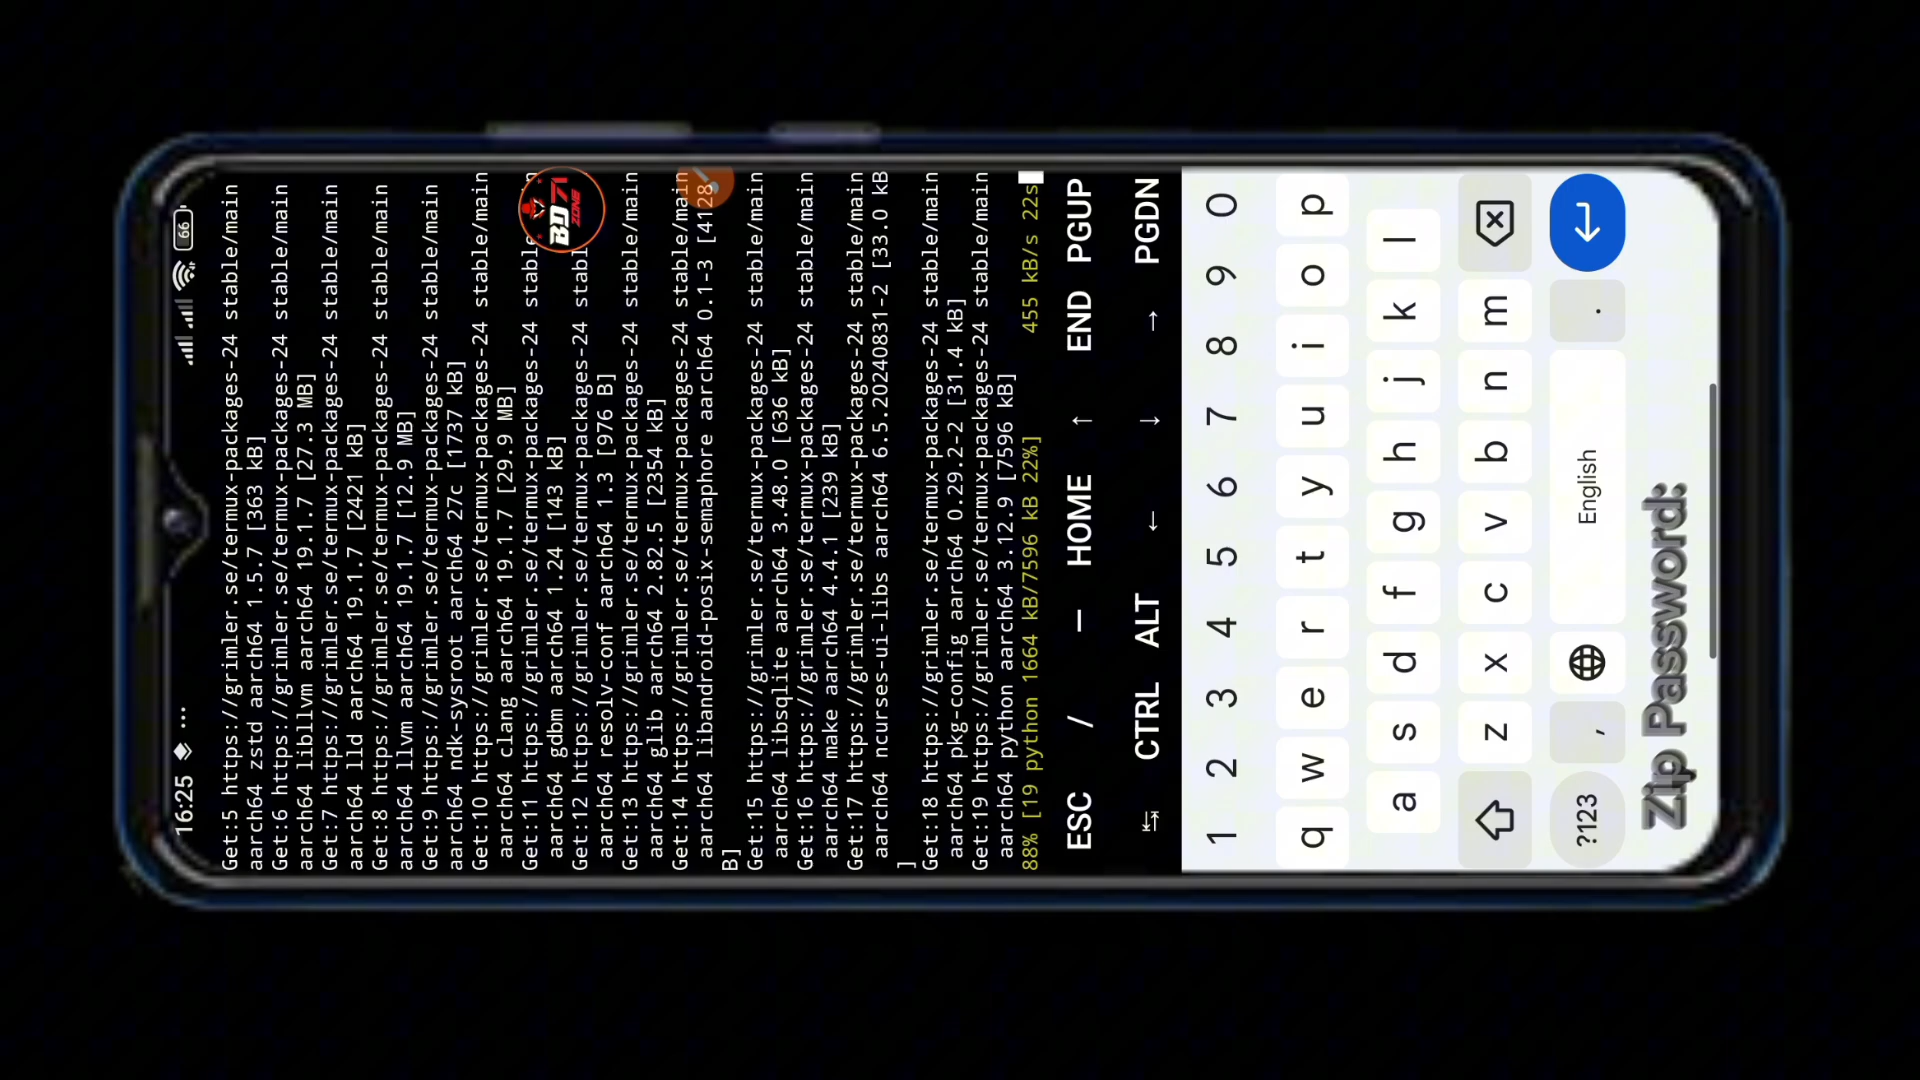 16:25 ... 66
Get:5 https://grimler.se/termux-packages-24 stable/main
aarch64 zstd aarch64 1.5.7 [363 kB]
Get:6 https://grimler.se/termux-packages-24 stable/main
aarch64 libllvm aarch64 19.1.7 [27.3 MB]
Get:7 https://grimler.se/termux-packages-24 stable/main
aarch64 lld aarch64 19.1.7 [2421 kB]
Get:8 https://grimler.se/termux-packages-24 stable/main
aarch64 llvm aarch64 19.1.7 [12.9 MB]
Get:9 https://grimler.se/termux-packages-24 stable/main
aarch64 ndk-sysroot aarch64 27c [1737 kB]
Get:10 https://grimler.se/termux-packages-24 stable/main
aarch64 clang aarch64 19.1.7 [29.9 MB]
Get:11 https://grimler.se/termux-packages-24 stable/main
aarch64 gdbm aarch64 1.24 [143 kB]
Get:12 https://grimler.se/termux-packages-24 stabl
aarch64 resolv-conf aarch64 1.3 [976 B]
Get:13 https://grimler.se/termux-packages-24 stable/main
aarch64 glib aarch64 2.82.5 [2354 kB]
Get:14 https://grimler.se/termux-packages-24 stable/main
aarch64 libandroid-posix-semaphore aarch64 0.1-3 [4128
B]
Get:15 https://grimler.se/termux-packages-24 stable/main
aarch64 libsqlite aarch64 3.48.0 [636 kB]
Get:16 https://grimler.se/termux-packages-24 stable/main
aarch64 make aarch64 4.4.1 [239 kB]
Get:17 https://grimler.se/termux-packages-24 stable/main
aarch64 ncurses-ui-libs aarch64 6.5.20240831-2 [33.0 kB
]
Get:18 https://grimler.se/termux-packages-24 stable/main
aarch64 pkg-config aarch64 0.29.2-2 [31.4 kB]
Get:19 https://grimler.se/termux-packages-24 stable/main
aarch64 python aarch64 3.12.9 [7596 kB]
88% [19 python 1664 kB/7596 kB 22%] 455 kB/s 22s
BD71
ZONE
ESC / — HOME ↑ END PGUP
↹ CTRL ALT ← ↓ → PGDN
1 2 3 4 5 6 7 8 9 0
q w e r t y u i o p
a s d f g h j k l
z x c v b n m
?123 , English .
Zip Password: